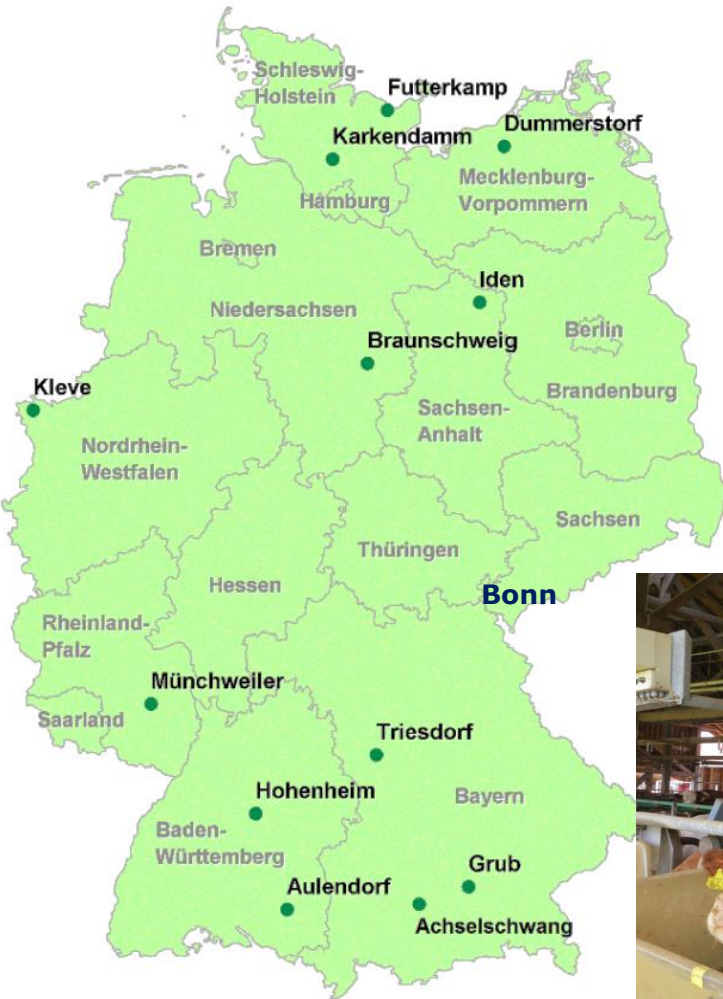 Schleswig-
Holstein
Futterkamp
Karkendamm
Dummerstorf
Mecklenburg-
Vorpommern
Hamburg
Bremen
Iden
Niedersachsen
Berlin
Braunschweig
Kleve
Brandenburg
Sachsen-
Anhalt
Nordrhein-
Westfalen
Sachsen
Thüringen
Hessen
Bonn
Rheinland-
Pfalz
Münchweiler
Saarland
Triesdorf
Hohenheim
Bayern
Baden-
Württemberg
Grub
Aulendorf
Achselschwang